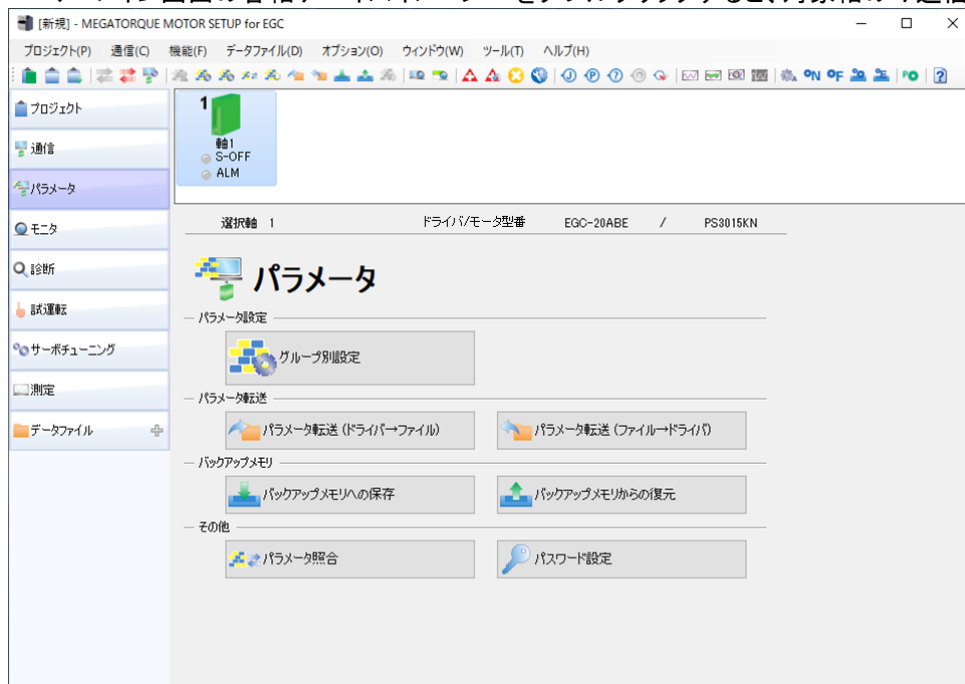 [新規] - MEGATORQUE MOTOR SETUP for EGC
プロジェクト(P) 通信(C) 機能(F) データファイル(D) オプション(O) ウィンドウ(W) ツール(T) ヘルプ(H)
プロジェクト
通信
パラメータ
モニタ
診断
試運転
サーボチューニング
測定
データファイル
1
軸1
S-OFF
ALM
選択軸 1 ドライバ/モータ型番 EGC-20ABE / PS3015KN
パラメータ
パラメータ設定
グループ別設定
パラメータ転送
パラメータ転送 (ドライバ→ファイル) パラメータ転送 (ファイル→ドライバ)
バックアップメモリ
バックアップメモリへの保存 バックアップメモリからの復元
その他
パラメータ照合 パスワード設定